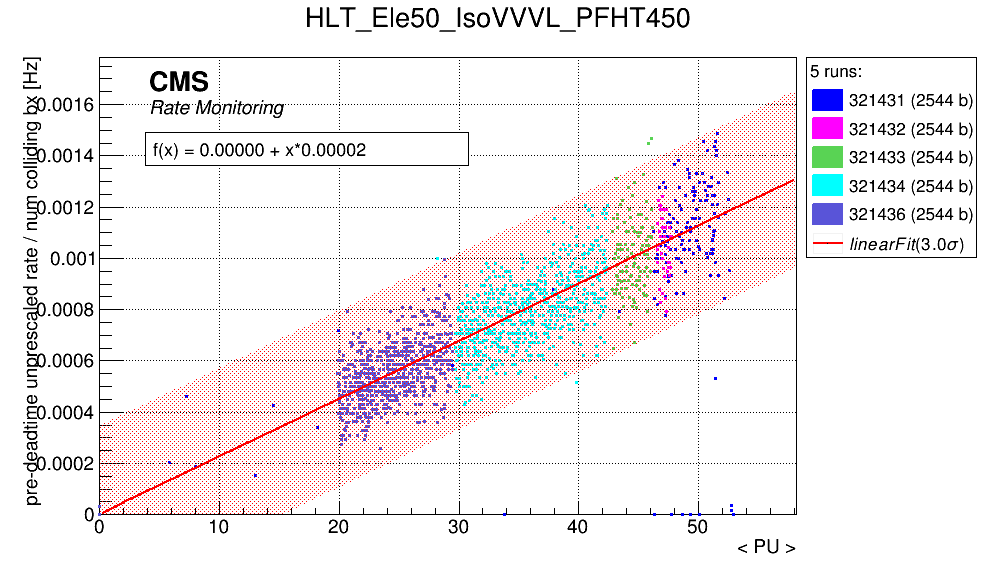 HLT_Ele50_IsoVVVL_PFHT450
pre-deadtime unprescaled rate / num colliding bx [Hz]
CMS
Rate Monitoring
f(x) = 0.00000 + x*0.00002
0.0016
0.0014
0.0012
0.001
0.0008
0.0006
0.0004
0.0002
0
0 10 20 30 40 50
< PU >
5 runs:
321431 (2544 b)
321432 (2544 b)
321433 (2544 b)
321434 (2544 b)
321436 (2544 b)
linearFit(3.0σ)